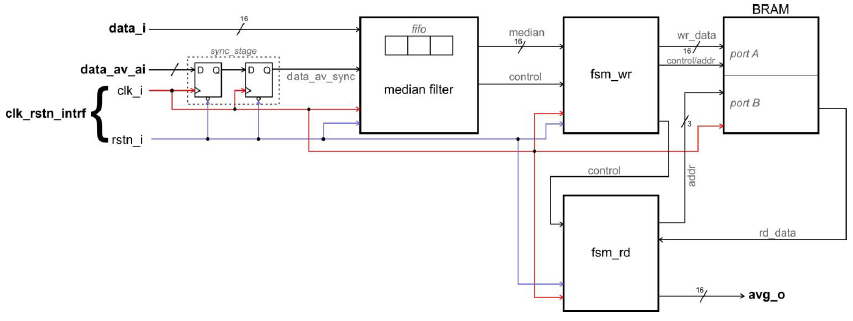 BRAM
data_i
16
fifo
median
16
wr_data
16
port A
sync_stage
data_av_ai
D Q
D Q
data_av_sync
median filter
control
fsm_wr
control/addr
clk_i
clk_rstn_intrf
port B
3
rstn_i
control
addr
rd_data
fsm_rd
16
avg_o